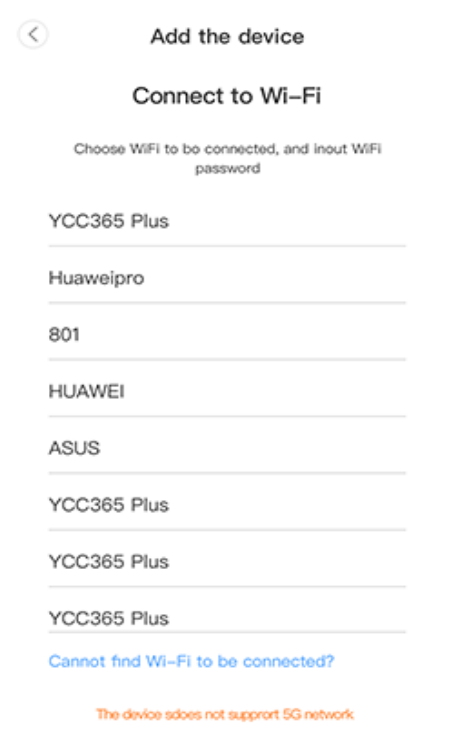 Add the device
Connect to Wi-Fi
Choose WiFi to bo connected, and inout WiFi
password
YCC365 Plus
Huaweipro
801
HUAWEI
ASUS
YCC365 Plus
YCC365 Plus
YCC365 Plus
Cannot find Wi-Fi to be connected?
The device sdoes not supprort 5G network